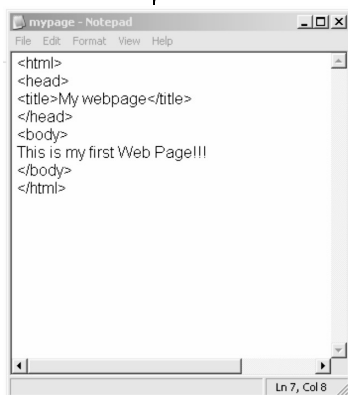 mypage - Notepad
File Edit Format View Help
<html>
<head>
<title>My webpage</title>
</head>
<body>
This is my first Web Page!!!
</body>
</html>
Ln 7, Col 8